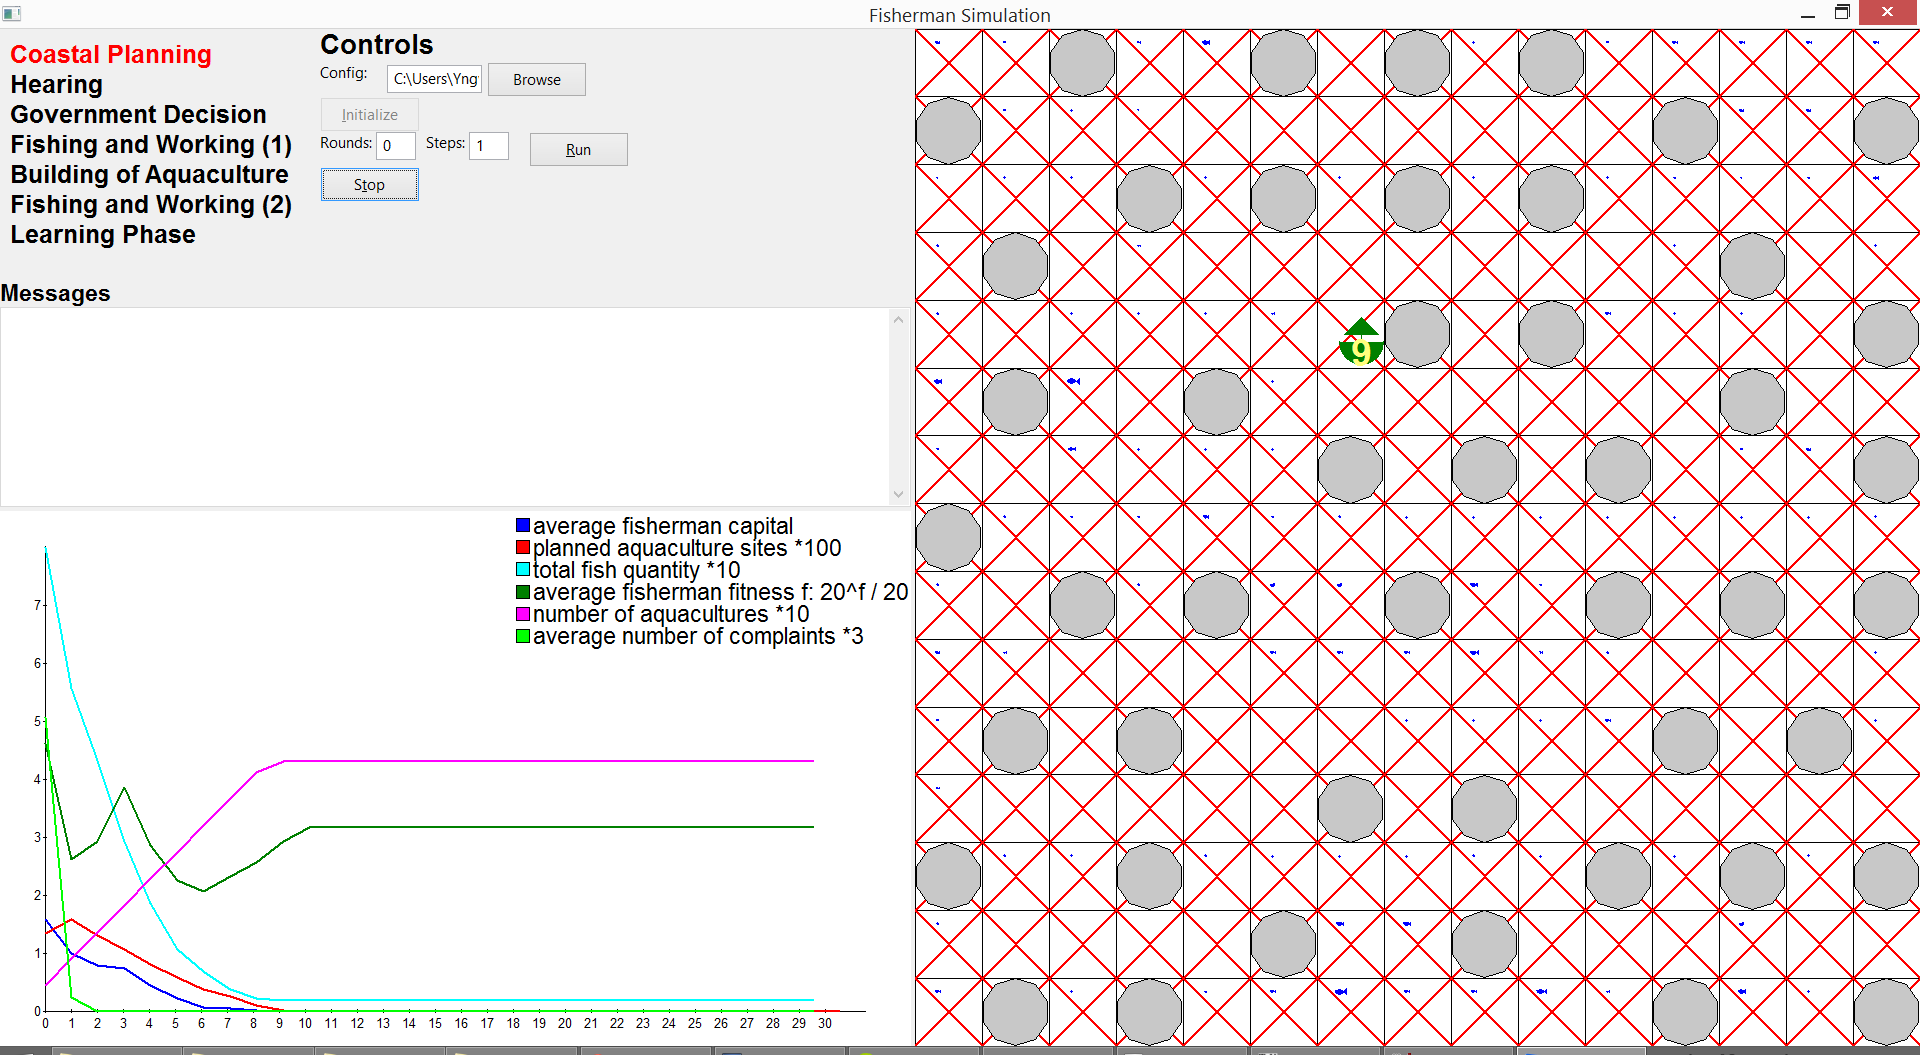 Fisherman Simulation
Coastal Planning
Hearing
Government Decision
Fishing and Working (1)
Building of Aquaculture
Fishing and Working (2)
Learning Phase
Controls
Config: C:\Users\Yng Browse
Initialize
Rounds: 0 Steps: 1 Run
Stop
Messages
average fisherman capital
planned aquaculture sites *100
total fish quantity *10
average fisherman fitness f: 20^f / 20
number of aquacultures *10
average number of complaints *3
7
6
5
4
3
2
1
0
0 1 2 3 4 5 6 7 8 9 10 11 12 13 14 15 16 17 18 19 20 21 22 23 24 25 26 27 28 29 30
9